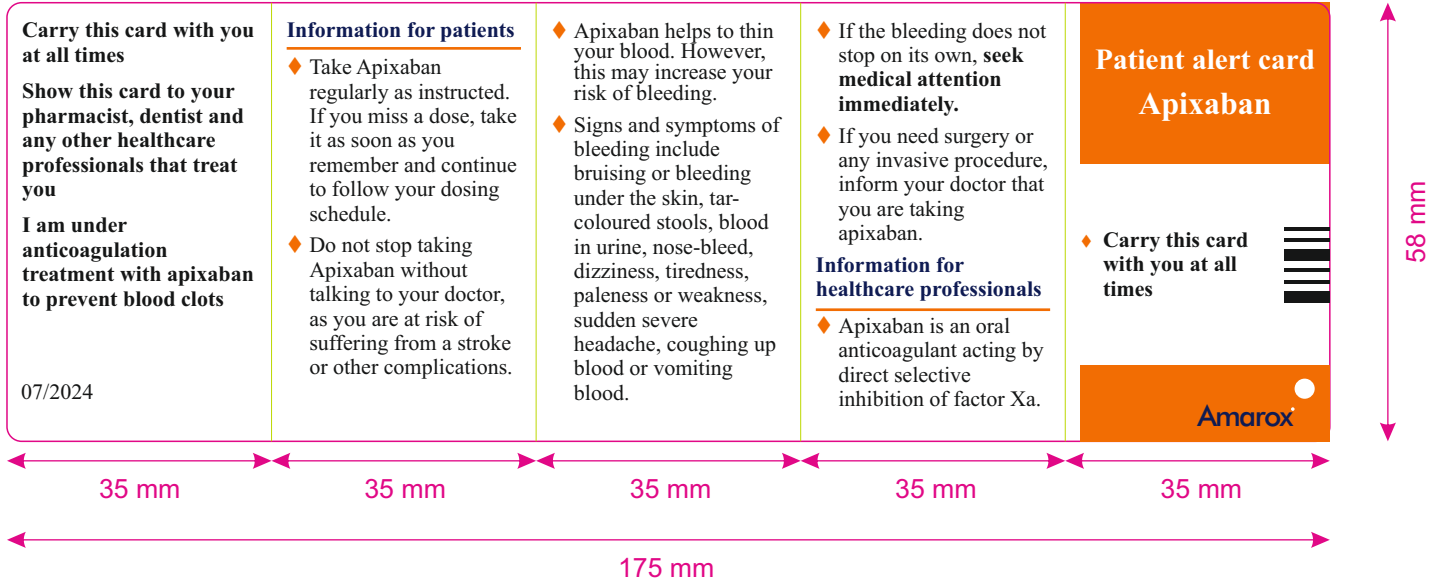 Carry this card with you
at all times
Show this card to your
pharmacist, dentist and
any other healthcare
professionals that treat
you
I am under
anticoagulation
treatment with apixaban
to prevent blood clots
07/2024
Information for patients
♦ Take Apixaban
regularly as instructed.
If you miss a dose, take
it as soon as you
remember and continue
to follow your dosing
schedule.
♦ Do not stop taking
Apixaban without
talking to your doctor,
as you are at risk of
suffering from a stroke
or other complications.
♦ Apixaban helps to thin
your blood. However,
this may increase your
risk of bleeding.
♦ Signs and symptoms of
bleeding include
bruising or bleeding
under the skin, tar-
coloured stools, blood
in urine, nose-bleed,
dizziness, tiredness,
paleness or weakness,
sudden severe
headache, coughing up
blood or vomiting
blood.
♦ If the bleeding does not
stop on its own, seek
medical attention
immediately.
♦ If you need surgery or
any invasive procedure,
inform your doctor that
you are taking
apixaban.
Information for
healthcare professionals
♦ Apixaban is an oral
anticoagulant acting by
direct selective
inhibition of factor Xa.
Patient alert card
Apixaban
♦ Carry this card
with you at all
times
Amarox
58 mm
35 mm
35 mm
35 mm
35 mm
35 mm
175 mm